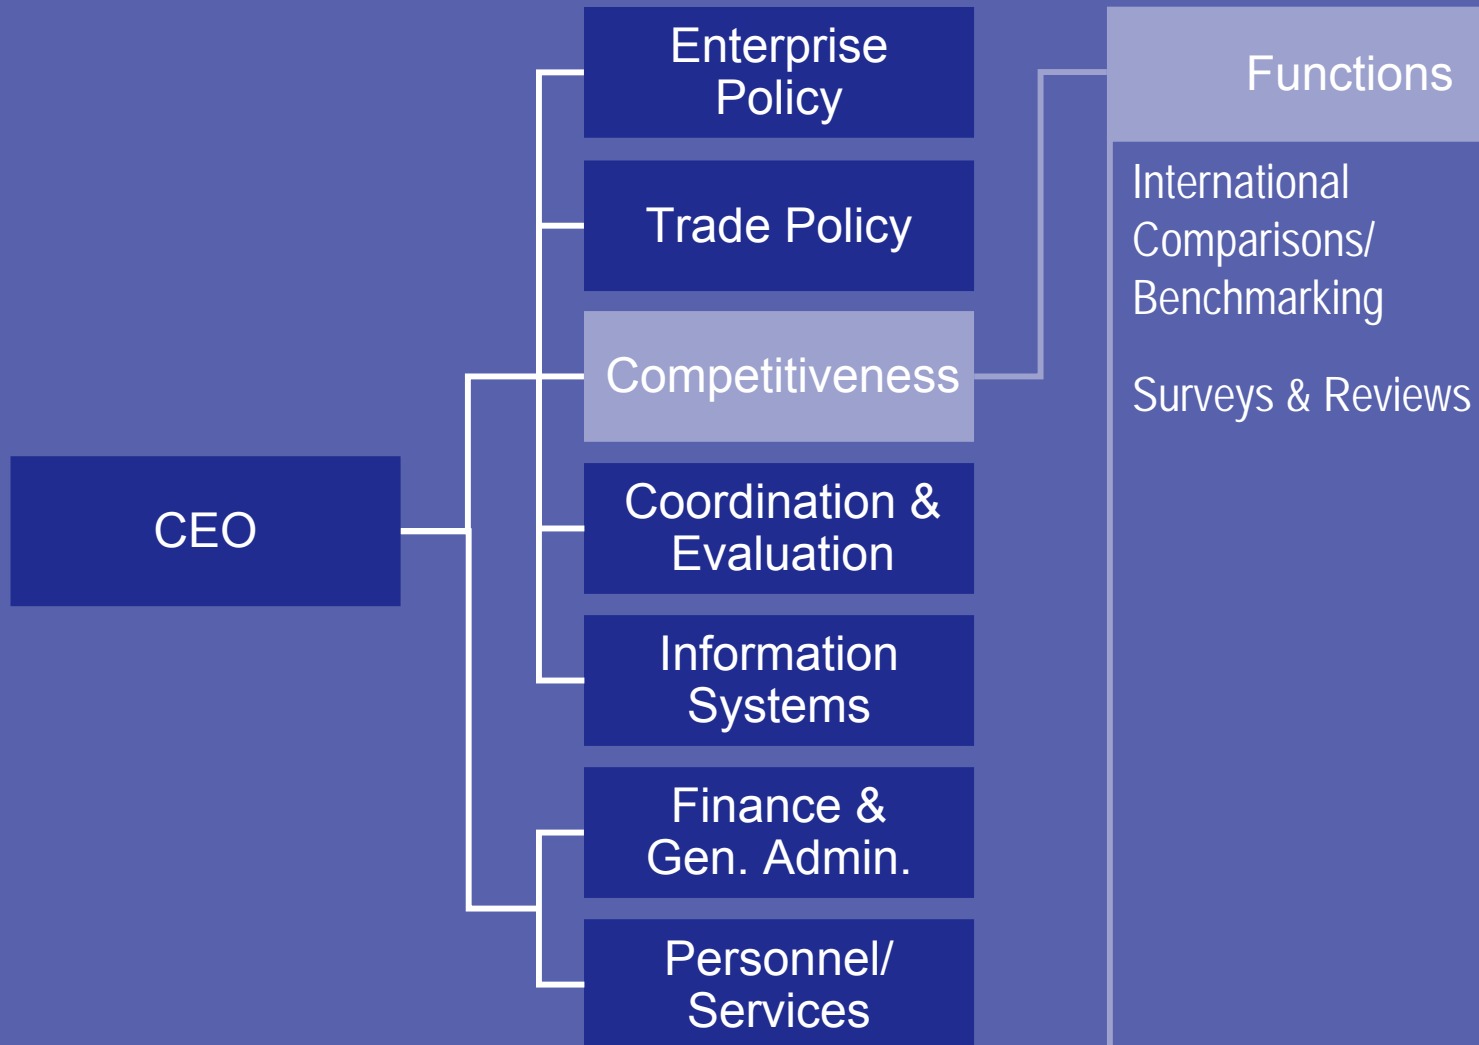 Enterprise
Policy
Functions
Trade Policy
International
Comparisons/
Benchmarking
Competitiveness
Surveys & Reviews
CEO
Coordination &
Evaluation
Information
Systems
Finance &
Gen. Admin.
Personnel/
Services